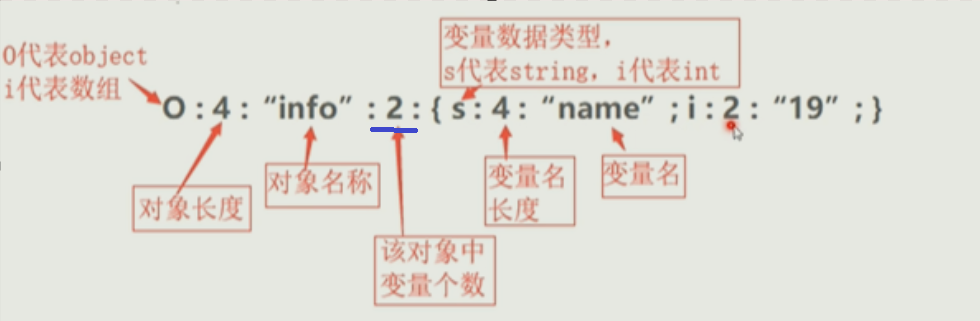 变量数据类型，
s代表string，i代表int
O代表object
i代表数组
O : 4 : “info” : 2 : { s : 4 : “name” ; i : 2 : “19” ; }
对象长度
对象名称
变量名
长度
变量名
该对象中
变量个数